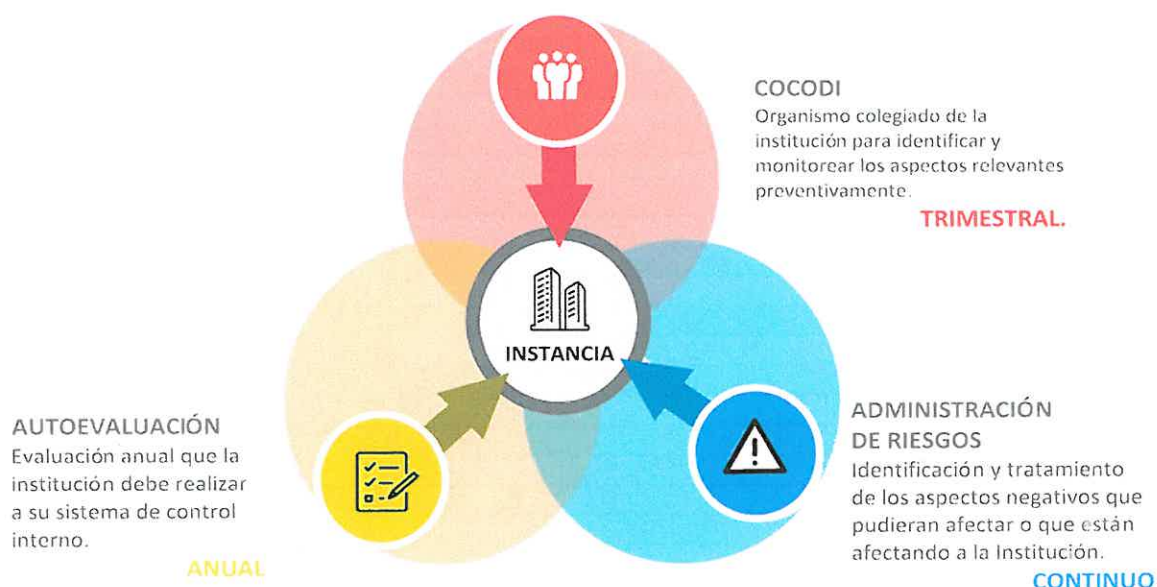 COCODI
Organismo colegiado de la
institución para identificar y
monitorear los aspectos relevantes
preventivamente.
TRIMESTRAL.
INSTANCIA
AUTOEVALUACIÓN
Evaluación anual que la
institución debe realizar
a su sistema de control
interno.
ANUAL
ADMINISTRACIÓN
DE RIESGOS
Identificación y tratamiento
de los aspectos negativos que
pudieran afectar o que están
afectando a la Institución.
CONTINUO